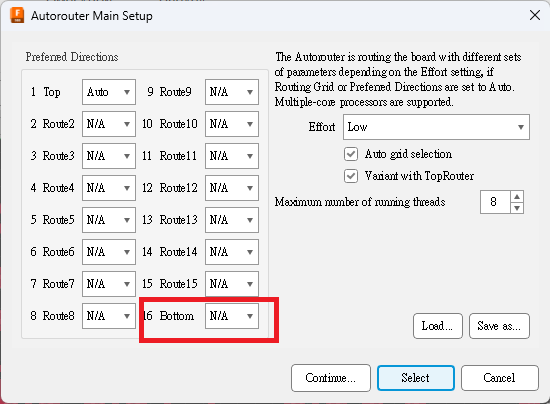 Autorouter Main Setup
Preferred Directions
1 Top Auto 9 Route9 N/A
2 Route2 N/A 10 Route10 N/A
3 Route3 N/A 11 Route11 N/A
4 Route4 N/A 12 Route12 N/A
5 Route5 N/A 13 Route13 N/A
6 Route6 N/A 14 Route14 N/A
7 Route7 N/A 15 Route15 N/A
8 Route8 N/A 16 Bottom N/A
The Autorouter is routing the board with different sets
of parameters depending on the Effort setting, if
Routing Grid or Preferred Directions are set to Auto.
Multiple-core processors are supported.
Effort Low
Auto grid selection
Variant with TopRouter
Maximum number of running threads 8
Load... Save as...
Continue... Select Cancel